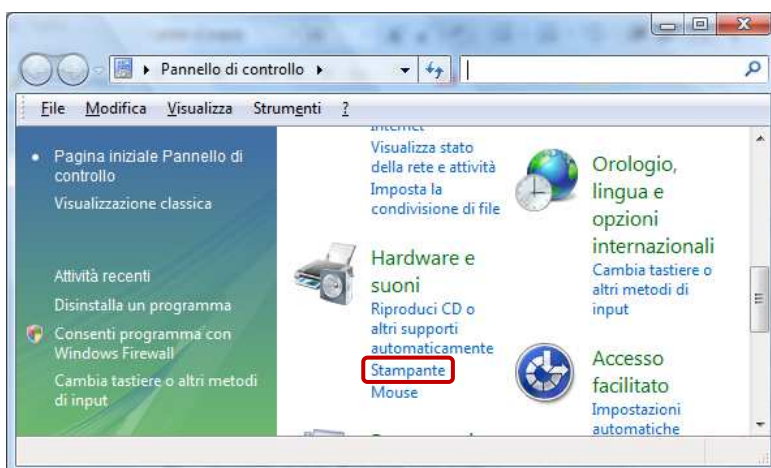 Pannello di controllo
File Modifica Visualizza Strumenti ?
Pagina iniziale Pannello di
controllo
Visualizzazione classica
Attività recenti
Disinstalla un programma
Consenti programma con
Windows Firewall
Cambia tastiere o altri metodi
di input
Internet
Visualizza stato
della rete e attività
Imposta la
condivisione di file
Hardware e
suoni
Riproduci CD o
altri supporti
automaticamente
Stampante
Mouse
Orologio,
lingua e
opzioni
internazionali
Cambia tastiere o
altri metodi di
input
Accesso
facilitato
Impostazioni
automatiche